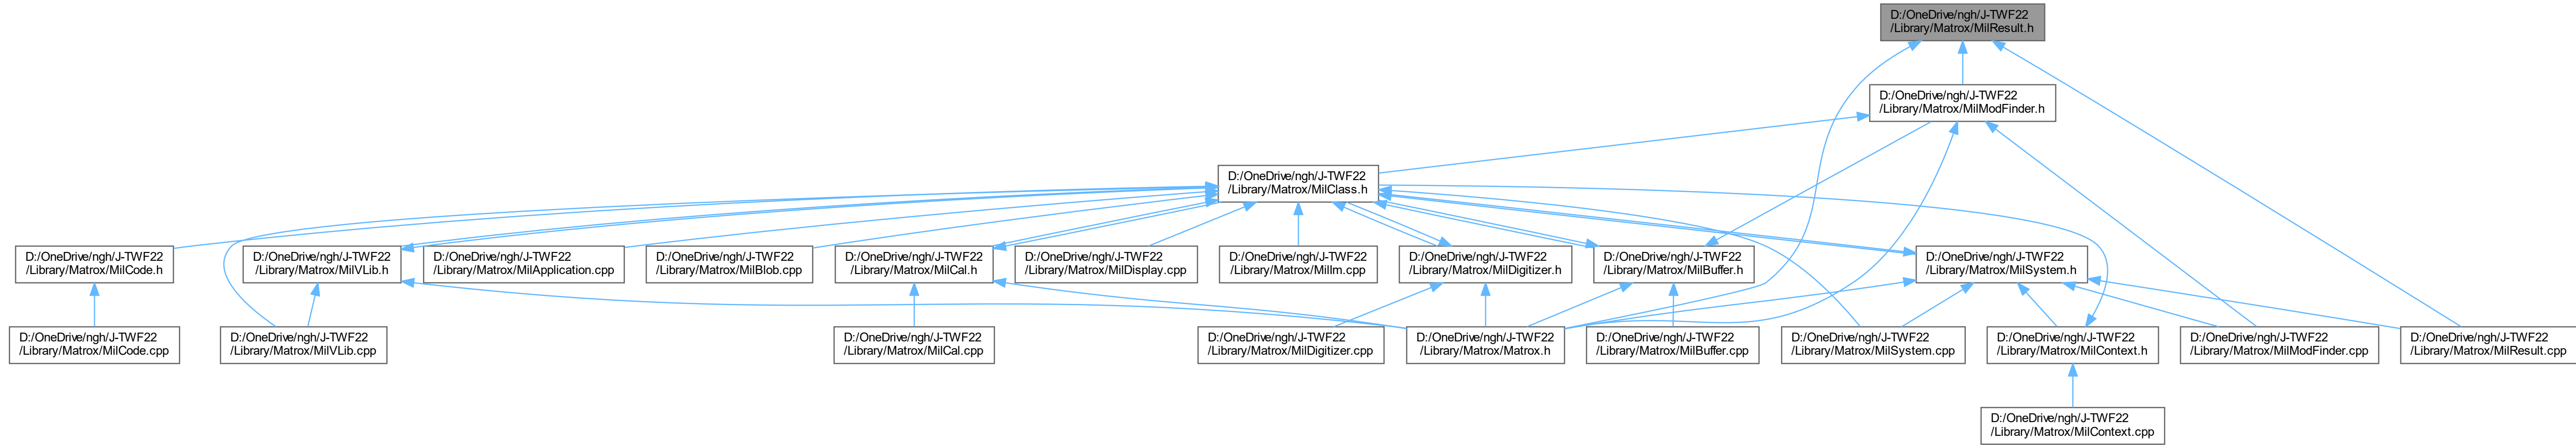 D:/OneDrive/ngh/J-TWF22
/Library/Matrox/MilResult.h
D:/OneDrive/ngh/J-TWF22
/Library/Matrox/MilModFinder.h
D:/OneDrive/ngh/J-TWF22
/Library/Matrox/MilClass.h
D:/OneDrive/ngh/J-TWF22
/Library/Matrox/MilCode.h
D:/OneDrive/ngh/J-TWF22
/Library/Matrox/MilVLib.h
D:/OneDrive/ngh/J-TWF22
/Library/Matrox/MilApplication.cpp
D:/OneDrive/ngh/J-TWF22
/Library/Matrox/MilBlob.cpp
D:/OneDrive/ngh/J-TWF22
/Library/Matrox/MilCal.h
D:/OneDrive/ngh/J-TWF22
/Library/Matrox/MilDisplay.cpp
D:/OneDrive/ngh/J-TWF22
/Library/Matrox/MilIm.cpp
D:/OneDrive/ngh/J-TWF22
/Library/Matrox/MilDigitizer.h
D:/OneDrive/ngh/J-TWF22
/Library/Matrox/MilBuffer.h
D:/OneDrive/ngh/J-TWF22
/Library/Matrox/MilSystem.h
D:/OneDrive/ngh/J-TWF22
/Library/Matrox/MilCode.cpp
D:/OneDrive/ngh/J-TWF22
/Library/Matrox/MilVLib.cpp
D:/OneDrive/ngh/J-TWF22
/Library/Matrox/MilCal.cpp
D:/OneDrive/ngh/J-TWF22
/Library/Matrox/MilDigitizer.cpp
D:/OneDrive/ngh/J-TWF22
/Library/Matrox/Matrox.h
D:/OneDrive/ngh/J-TWF22
/Library/Matrox/MilBuffer.cpp
D:/OneDrive/ngh/J-TWF22
/Library/Matrox/MilSystem.cpp
D:/OneDrive/ngh/J-TWF22
/Library/Matrox/MilContext.h
D:/OneDrive/ngh/J-TWF22
/Library/Matrox/MilModFinder.cpp
D:/OneDrive/ngh/J-TWF22
/Library/Matrox/MilResult.cpp
D:/OneDrive/ngh/J-TWF22
/Library/Matrox/MilContext.cpp